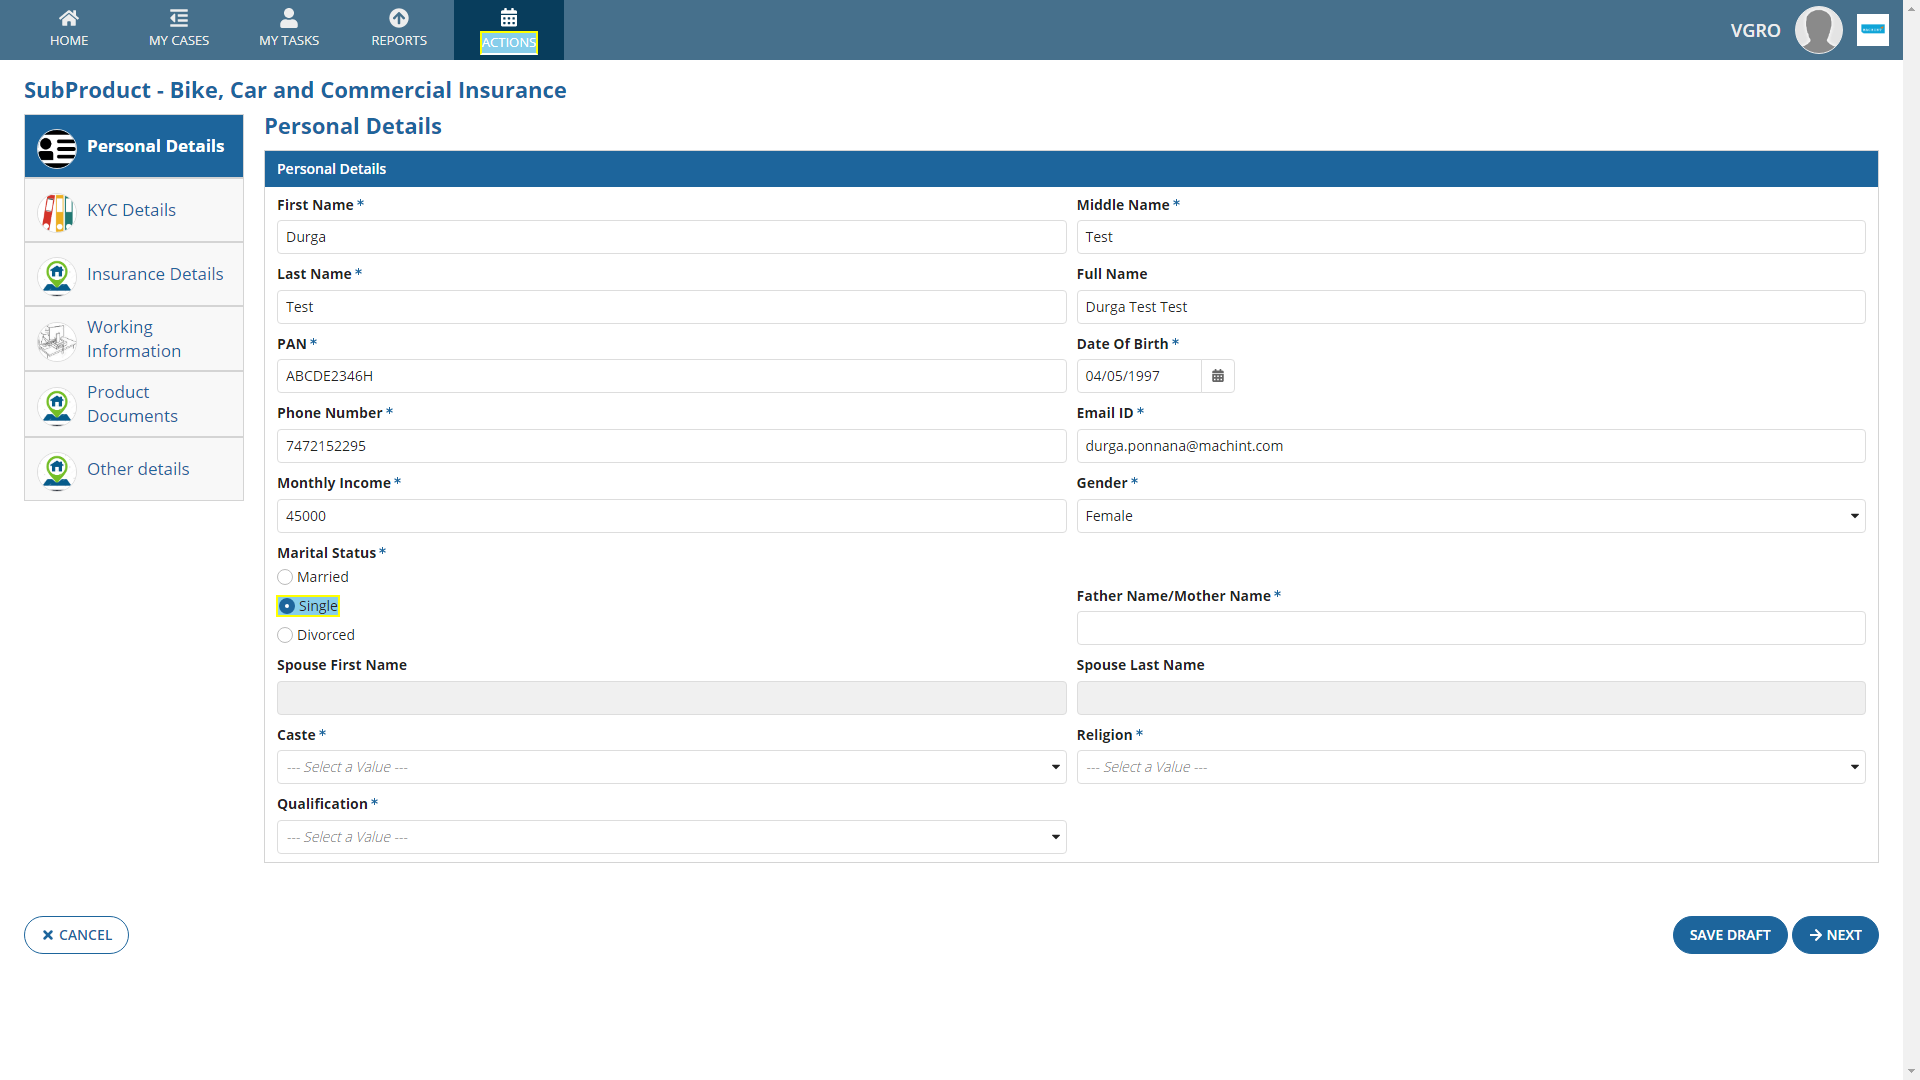 HOME
MY CASES
MY TASKS
REPORTS
ACTIONS
VGRO
SubProduct - Bike, Car and Commercial Insurance
Personal Details
KYC Details
Insurance Details
Working
Information
Product
Documents
Other details
Personal Details
Personal Details
First Name *
Durga
Middle Name *
Test
Last Name *
Test
Full Name
Durga Test Test
PAN *
ABCDE2346H
Date Of Birth *
04/05/1997
Phone Number *
7472152295
Email ID *
durga.ponnana@machint.com
Monthly Income *
45000
Gender *
Female
Marital Status *
Married
Single
Divorced
Father Name/Mother Name *
Spouse First Name
Spouse Last Name
Caste *
--- Select a Value ---
Religion *
--- Select a Value ---
Qualification *
--- Select a Value ---
CANCEL
SAVE DRAFT
NEXT